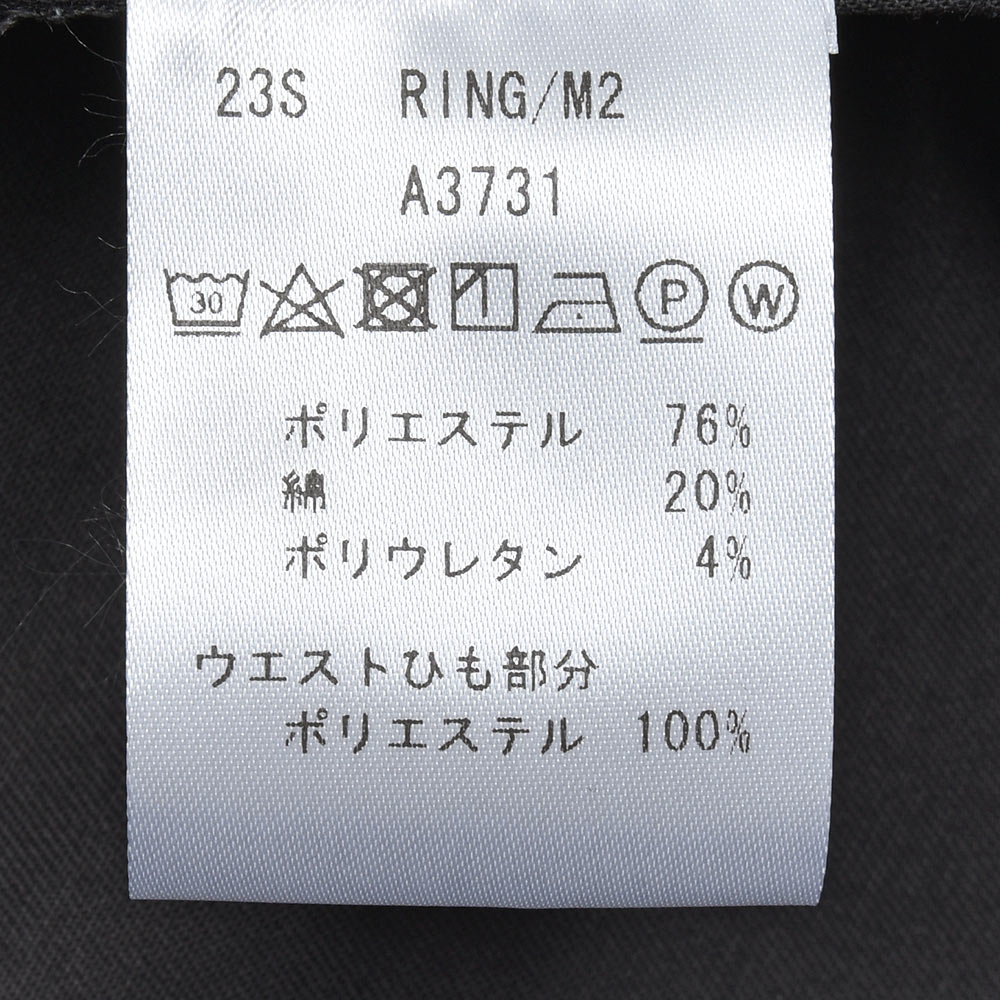 23S RING/M2
A3731
30 P W
ポリエステル 76%
綿 20%
ポリウレタン 4%
ウエストひも部分
ポリエステル 100%